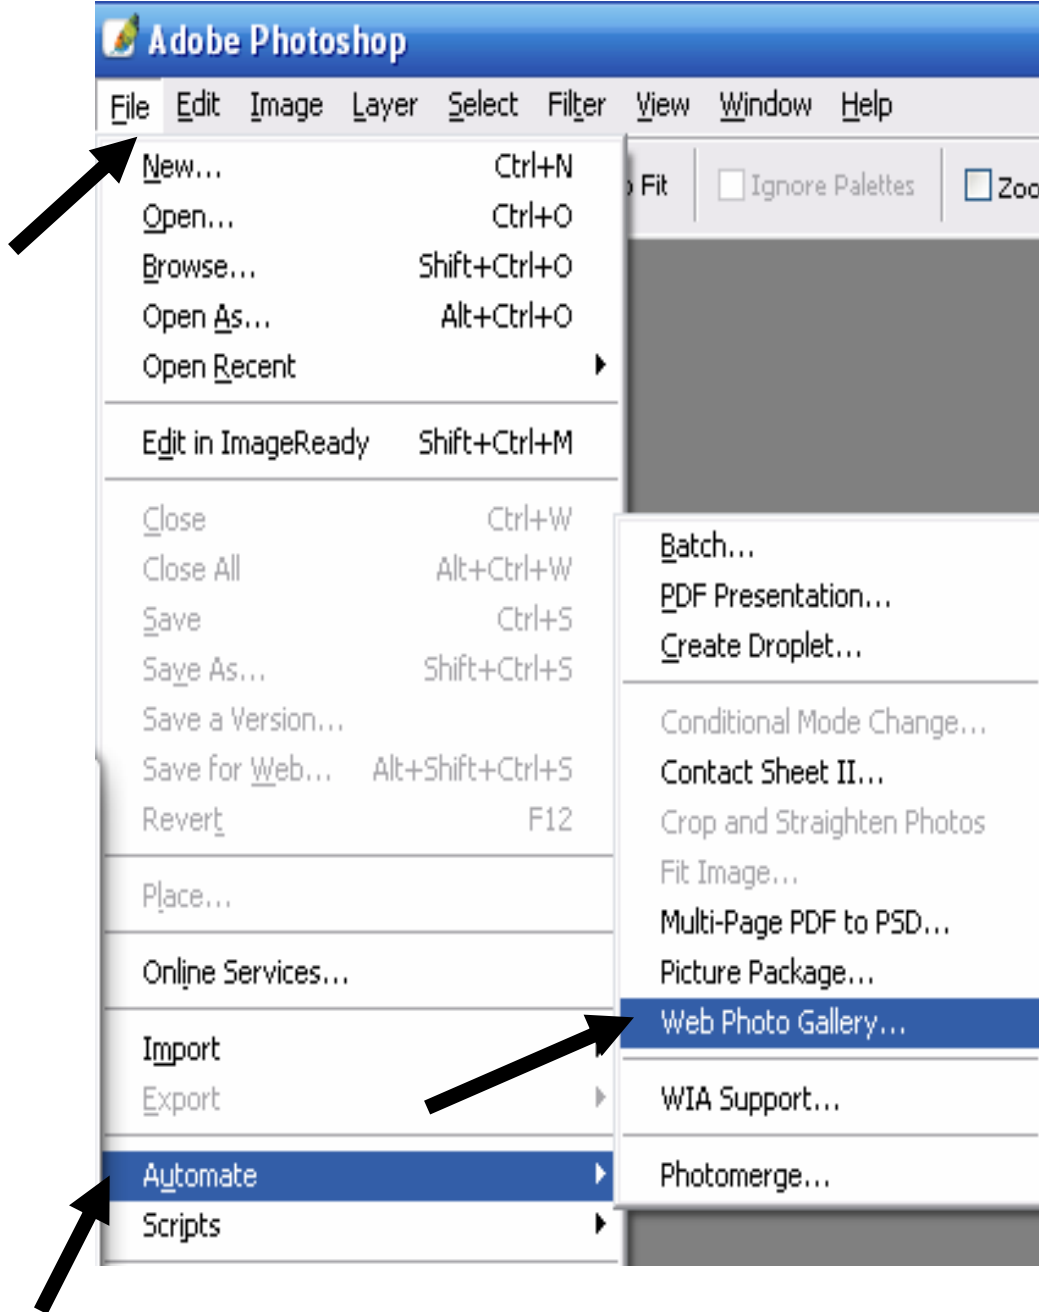 Adobe Photoshop
File Edit Image Layer Select Filter View Window Help
Fit Ignore Palettes
New... Ctrl+N
Open... Ctrl+O
Browse... Shift+Ctrl+O
Open As... Alt+Ctrl+O
Open Recent
Edit in ImageReady Shift+Ctrl+M
Close Ctrl+W
Close All Alt+Ctrl+W
Save Ctrl+S
Save As... Shift+Ctrl+S
Save a Version...
Save for Web... Alt+Shift+Ctrl+S
Revert F12
Place...
Online Services...
Import
Export
Automate
Scripts
Batch...
PDF Presentation...
Create Droplet...
Conditional Mode Change...
Contact Sheet II...
Crop and Straighten Photos
Fit Image...
Multi-Page PDF to PSD...
Picture Package...
Web Photo Gallery...
WIA Support...
Photomerge...